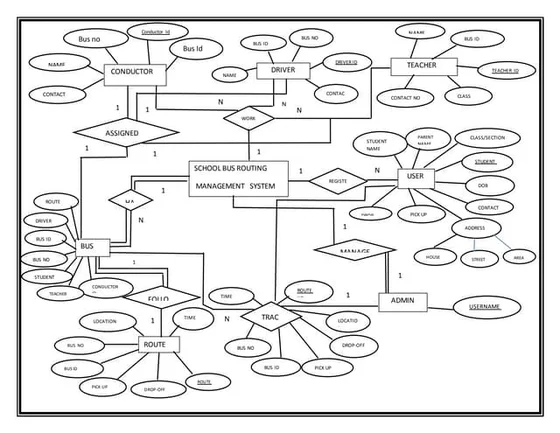 Bus no
Conductor Id
Bus Id
NAME
CONTACT
CONDUCTOR
BUS ID
BUS NO
NAME
DRIVER
DRIVER ID
CONTAC
NAME
BUS ID
TEACHER
TEACHER ID
CONTACT NO
CLASS
1
1
N
N
N
ASSIGNED
WORK
1
1
1
SCHOOL BUS ROUTING
MANAGEMENT SYSTEM
1
REGISTE
N
STUDENT
NAME
PARENT
NAME
CLASS/SECTION
STUDENT
USER
DOB
CONTACT
PICK UP
ADDRESS
HOUSE
STREET
AREA
1
N
ROUTE
DRIVER
BUS ID
BUS NO
STUDENT
TEACHER
CONDUCTOR
BUS
1
FOLLO
1
1
MANAGE
1
ADMIN
USERNAME
1
N
TRAC
TIME
ROUTE
LOCATIO
DROP-OFF
PICK UP
BUS ID
BUS NO
LOCATION
TIME
BUS NO
ROUTE
BUS ID
PICK UP
DROP-OFF
ROUTE